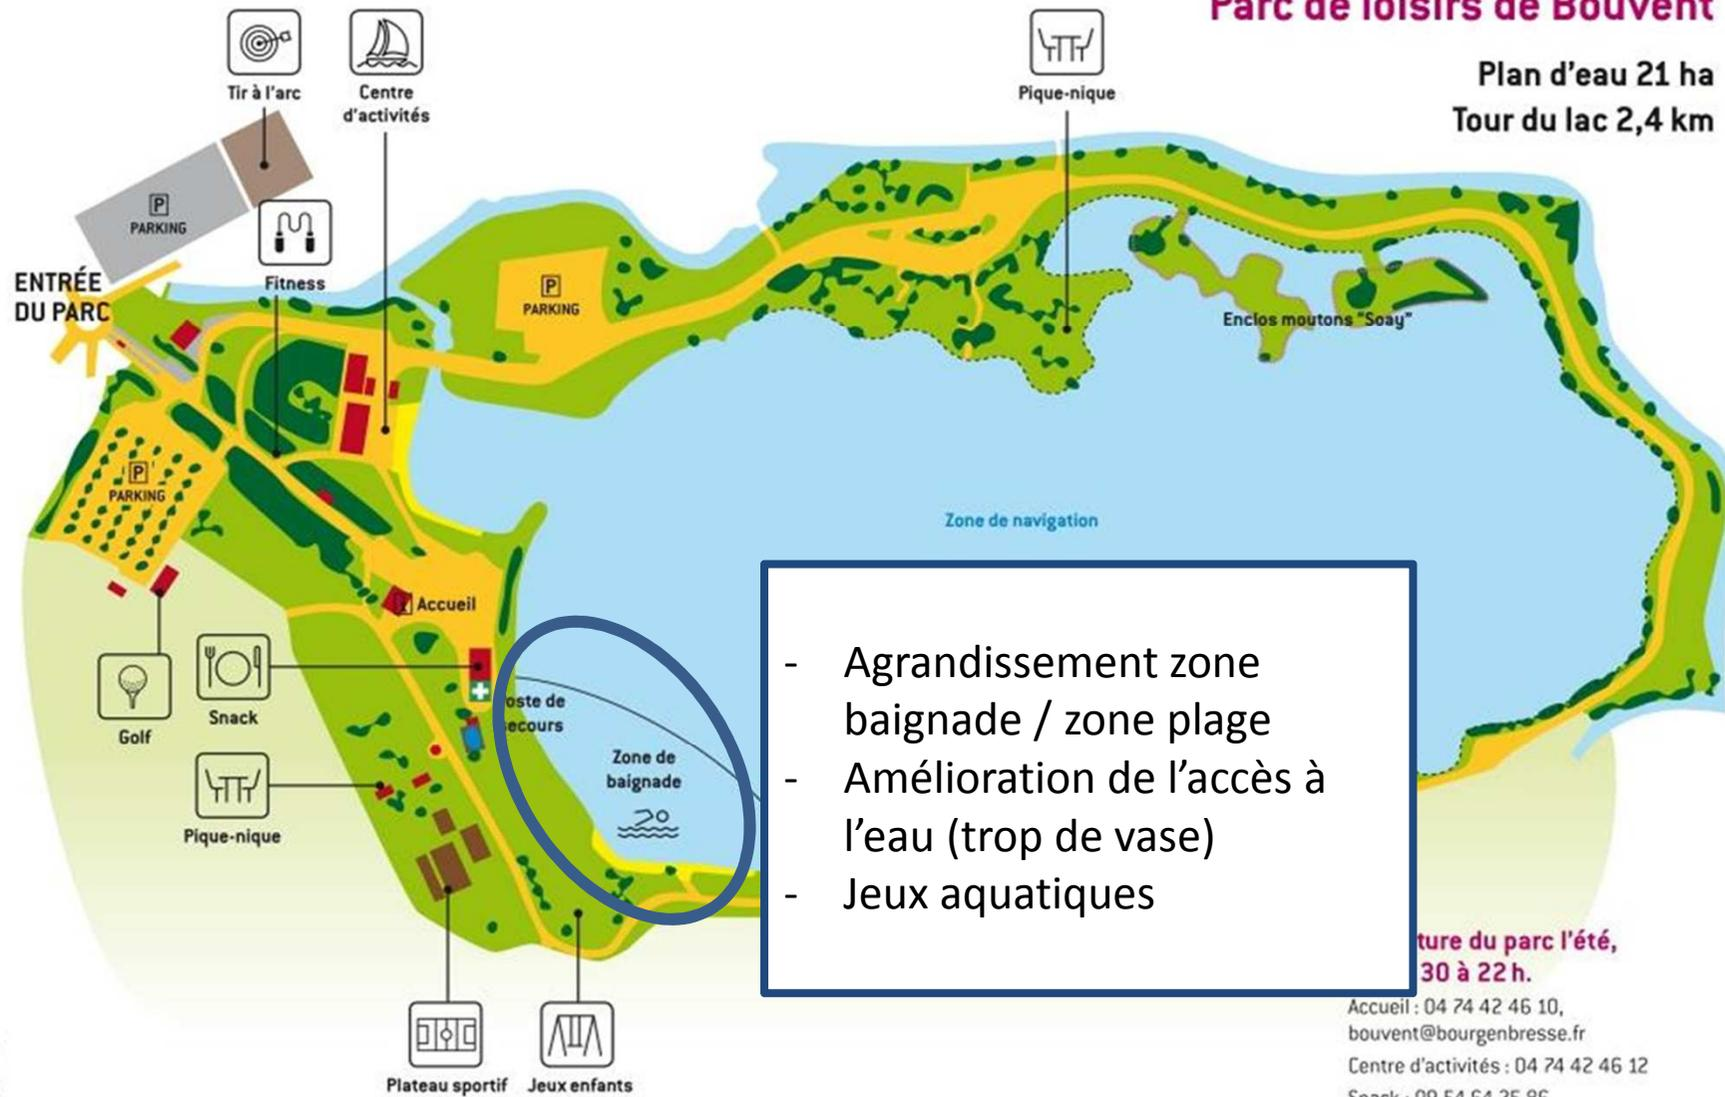 Parc de loisirs de Bouvent
Plan d'eau 21 ha
Tour du lac 2,4 km
Tir à l'arc
Centre
d'activités
Pique-nique
P
PARKING
ENTRÉE
DU PARC
Fitness
P
PARKING
Enclos moutons "Soay"
P
PARKING
Zone de navigation
Accueil
Snack
Golf
oste de
ecours
Zone de
baignade
Pique-nique
- Agrandissement zone
baignade / zone plage
- Amélioration de l'accès à
l'eau (trop de vase)
- Jeux aquatiques
Plateau sportif
Jeux enfants
ture du parc l'été,
30 à 22 h.
Accueil : 04 74 42 46 10,
bouvent@bourgenbresse.fr
Centre d'activités : 04 74 42 46 12